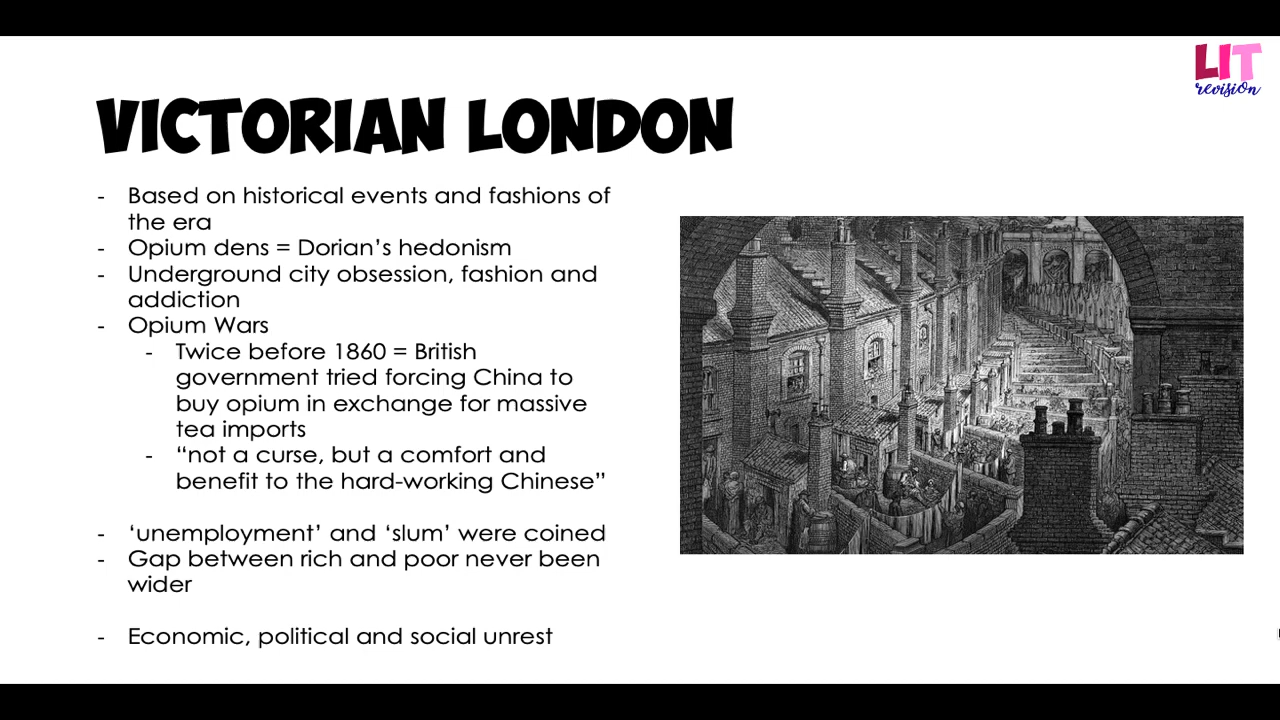 LIT
revision
VICTORIAN LONDON
- Based on historical events and fashions of
the era
- Opium dens = Dorian’s hedonism
- Underground city obsession, fashion and
addiction
- Opium Wars
- Twice before 1860 = British
government tried forcing China to
buy opium in exchange for massive
tea imports
- “not a curse, but a comfort and
benefit to the hard-working Chinese”
- ‘unemployment’ and ‘slum’ were coined
- Gap between rich and poor never been
wider
- Economic, political and social unrest